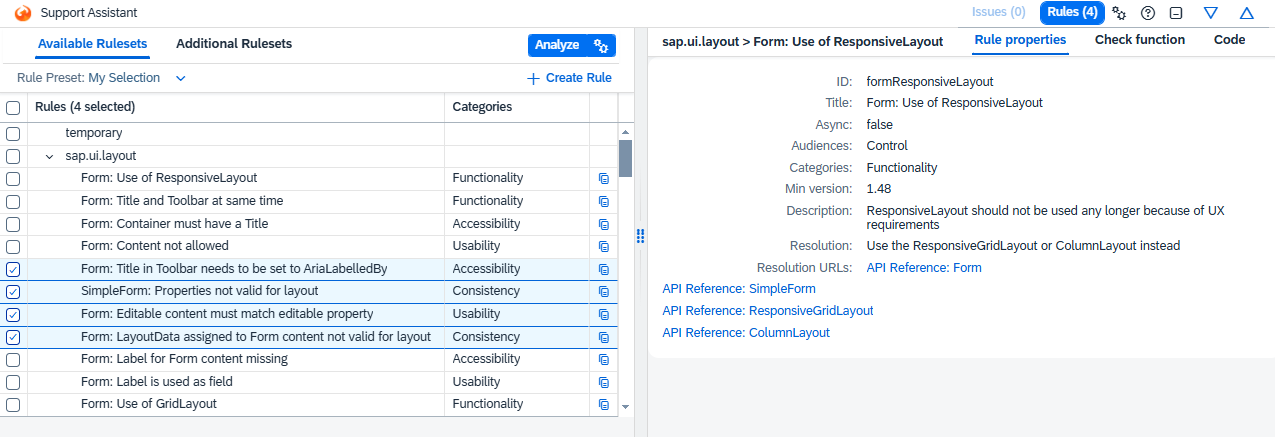 Support Assistant
Issues (0)
Rules (4)
Available Rulesets
Additional Rulesets
Analyze
Rule Preset: My Selection
Create Rule
Rules (4 selected)
Categories
temporary
sap.ui.layout
Form: Use of ResponsiveLayout
Functionality
Form: Title and Toolbar at same time
Functionality
Form: Container must have a Title
Accessibility
Form: Content not allowed
Usability
Form: Title in Toolbar needs to be set to AriaLabelledBy
Accessibility
SimpleForm: Properties not valid for layout
Consistency
Form: Editable content must match editable property
Usability
Form: LayoutData assigned to Form content not valid for layout
Consistency
Form: Label for Form content missing
Accessibility
Form: Label is used as field
Usability
Form: Use of GridLayout
Functionality
sap.ui.layout > Form: Use of ResponsiveLayout
Rule properties
Check function
Code
ID: formResponsiveLayout
Title: Form: Use of ResponsiveLayout
Async: false
Audiences: Control
Categories: Functionality
Min version: 1.48
Description: ResponsiveLayout should not be used any longer because of UX
requirements
Resolution: Use the ResponsiveGridLayout or ColumnLayout instead
Resolution URLs: API Reference: Form
API Reference: SimpleForm
API Reference: ResponsiveGridLayout
API Reference: ColumnLayout